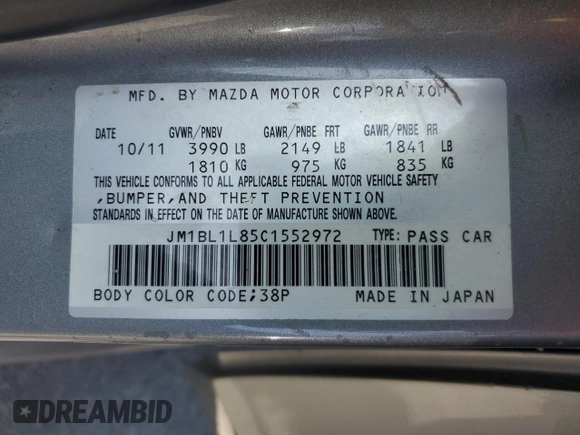 MFD. BY MAZDA MOTOR CORPORATION
DATE GVWR/PNBV GAWR/PNBE FRT GAWR/PNBE RR
10/11 3990 LB 2149 LB 1841 LB
1810 KG 975 KG 835 KG
THIS VEHICLE CONFORMS TO ALL APPLICABLE FEDERAL MOTOR VEHICLE SAFETY
,BUMPER,AND THEFT PREVENTION
STANDARDS IN EFFECT ON THE DATE OF MANUFACTURE SHOWN ABOVE.
JM1BL1L85C1552972 TYPE: PASS CAR
BODY COLOR CODE;38P MADE IN JAPAN
DREAMBID